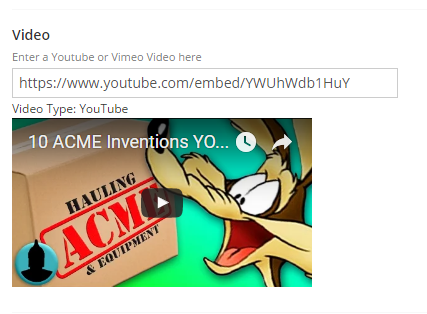 Video
Enter a Youtube or Vimeo Video here
https://www.youtube.com/embed/YWUhWdb1HuY
Video Type: YouTube
10 ACME Inventions YO...
HAULING
ACME
& EQUIPMENT